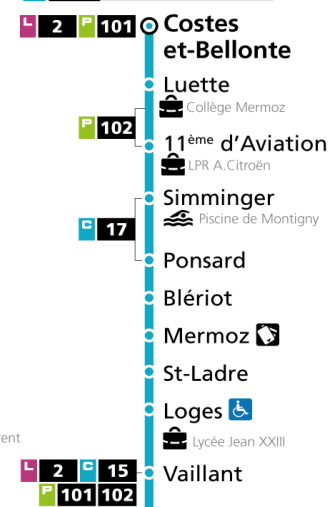 L 2 P 101 Costes
et-Bellonte
Luette
Collège Mermoz
P 102
11ème d'Aviation
LPR A.Citroën
Simminger
Piscine de Montigny
C 17
Ponsard
Blériot
Mermoz
St-Ladre
Loges
Lycée Jean XXIII
L 2 C 15 Vaillant
P 101 102